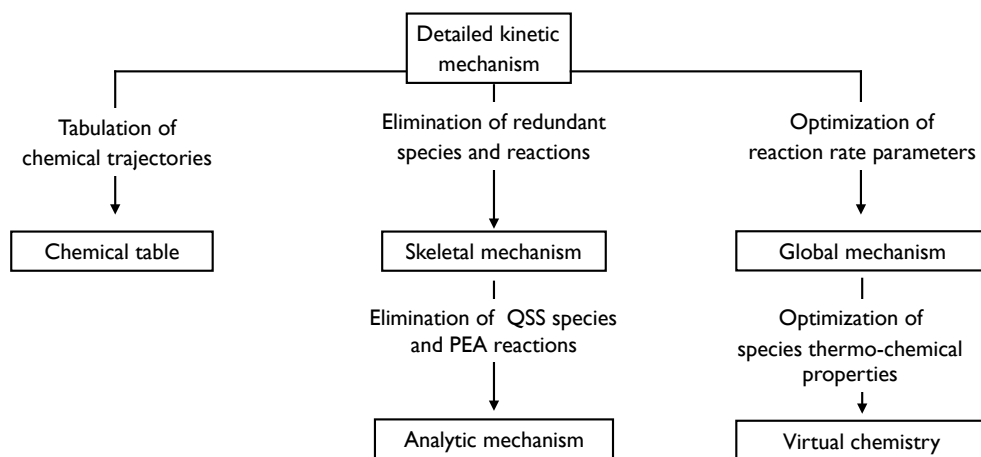 Detailed kinetic
mechanism
Tabulation of
chemical trajectories
Elimination of redundant
species and reactions
Optimization of
reaction rate parameters
Chemical table
Skeletal mechanism
Global mechanism
Elimination of QSS species
and PEA reactions
Optimization of
species thermo-chemical
properties
Analytic mechanism
Virtual chemistry